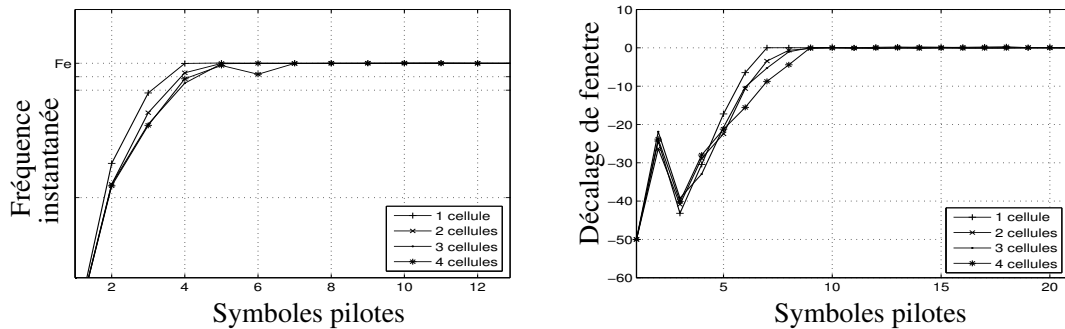 Fréquence
instantanée
Fe
2
4
6
8
10
12
Symboles pilotes
1 cellule
2 cellules
3 cellules
4 cellules
Décalage de fenetre
10
0
−10
−20
−30
−40
−50
−60
5
10
15
20
Symboles pilotes
1 cellule
2 cellules
3 cellules
4 cellules